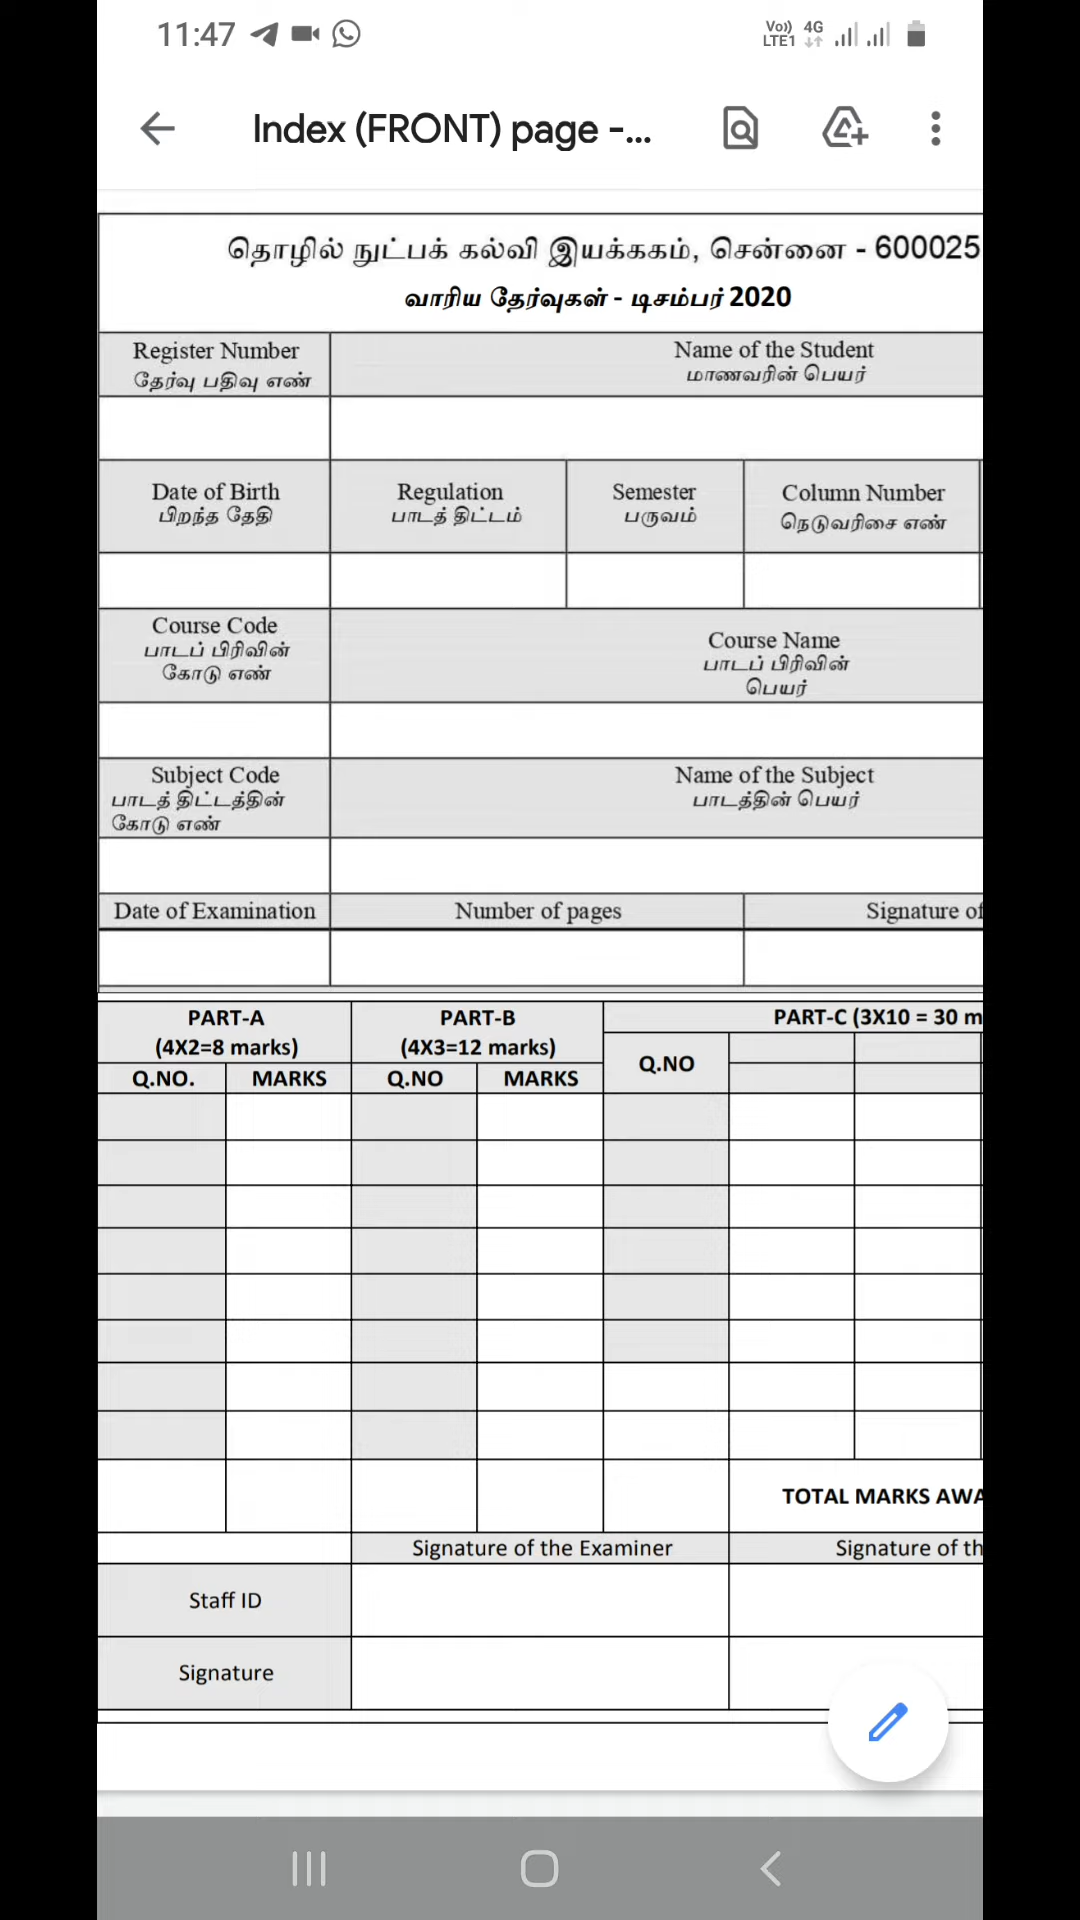 11:47
Vo)) 4G
LTE1
Index (FRONT) page -...
தொழில் நுட்பக் கல்வி இயக்ககம், சென்னை - 600025
வாரிய தேர்வுகள் - டிசம்பர் 2020
Register Number
தேர்வு பதிவு எண்
Name of the Student
மாணவரின் பெயர்
Date of Birth
பிறந்த தேதி
Regulation
பாடத் திட்டம்
Semester
பருவம்
Column Number
நெடுவரிசை எண்
Course Code
பாடப் பிரிவின்
கோடு எண்
Course Name
பாடப் பிரிவின்
பெயர்
Subject Code
பாடத் திட்டத்தின்
கோடு எண்
Name of the Subject
பாடத்தின் பெயர்
Date of Examination
Number of pages
Signature of
PART-A
(4X2=8 marks)
PART-B
(4X3=12 marks)
PART-C (3X10 = 30 m
Q.NO.
MARKS
Q.NO
MARKS
Q.NO
TOTAL MARKS AWA
Signature of the Examiner
Signature of th
Staff ID
Signature